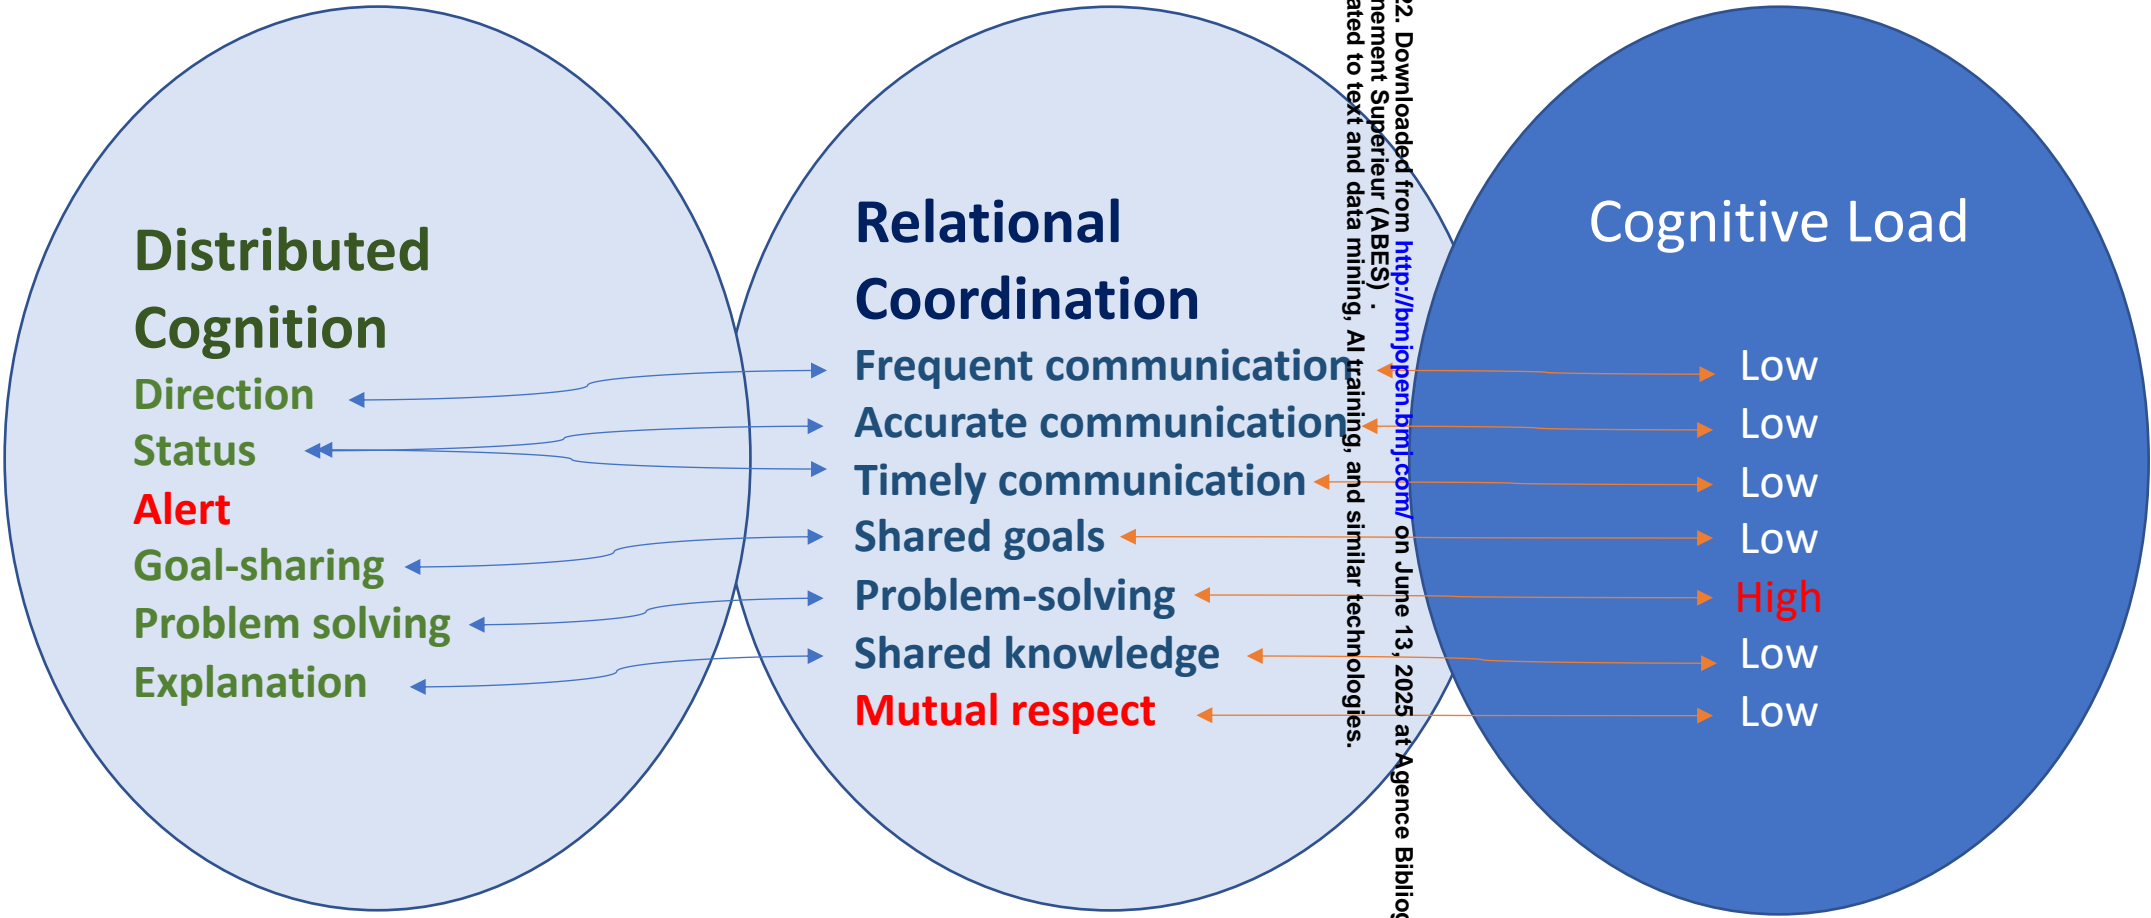 Distributed
Cognition
Direction
Status
Alert
Goal-sharing
Problem solving
Explanation
Relational
Coordination
Frequent communication
Accurate communication
Timely communication
Shared goals
Problem-solving
Shared knowledge
Mutual respect
Cognitive Load
Low
Low
Low
Low
High
Low
Low
22. Downloaded from http://bmjopen.bmj.com/ on June 13, 2025 at Agence
Superieur (ABES) .
to text and data mining, AI training, and similar technologies.